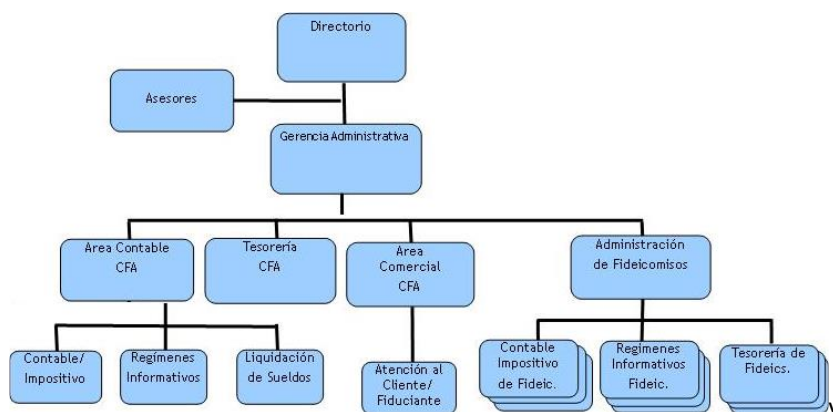 Directorio
Asesores
Gerencia Administrativa
Area Contable
CFA
Tesorería
CFA
Area
Comercial
CFA
Administración
de Fideicomisos
Contable/
Impositivo
Regímenes
Informativos
Liquidación
de Sueldos
Atención al
Cliente/
Fiduciante
Contable
Impositivo
de Fideic.
Regimenes
Informativos
Fideic.
Tesorería de
Fideics.